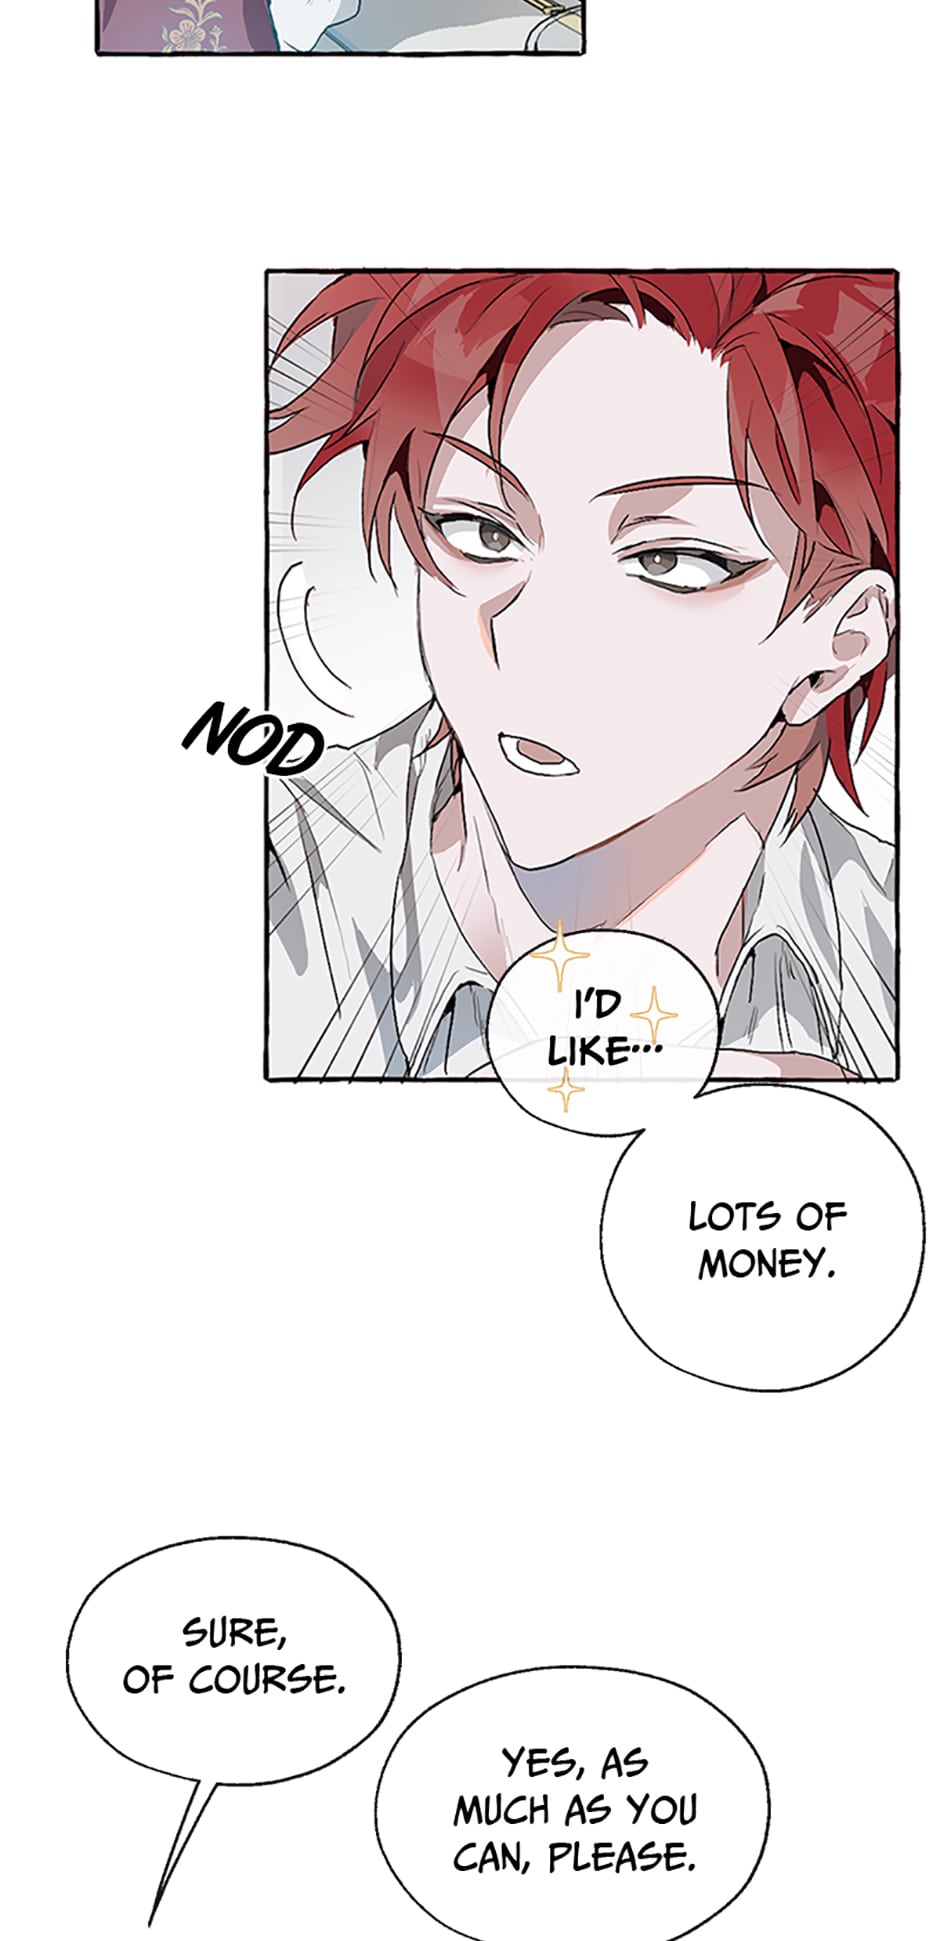 NOD
I'D
LIKE...
LOTS OF
MONEY.
SURE,
OF COURSE.
YES, AS
MUCH AS YOU
CAN, PLEASE.